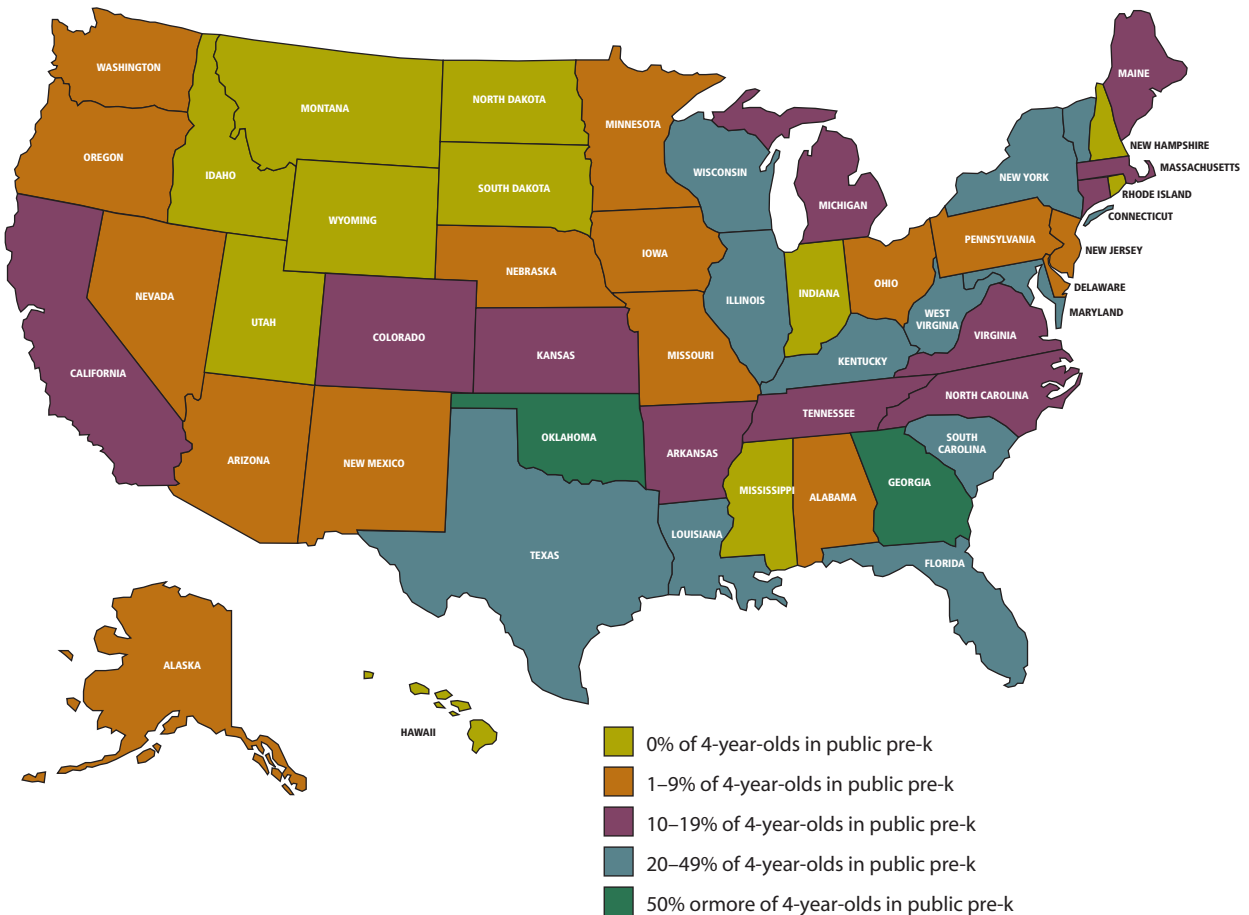 WASHINGTON
OREGON
CALIFORNIA
NEVADA
IDAHO
MONTANA
WYOMING
UTAH
COLORADO
ARIZONA
NEW MEXICO
NORTH DAKOTA
SOUTH DAKOTA
NEBRASKA
KANSAS
OKLAHOMA
TEXAS
MINNESOTA
IOWA
MISSOURI
ARKANSAS
LOUISIANA
WISCONSIN
ILLINOIS
MICHIGAN
INDIANA
OHIO
KENTUCKY
TENNESSEE
MISSISSIPPI
ALABAMA
GEORGIA
FLORIDA
SOUTH
CAROLINA
NORTH CAROLINA
VIRGINIA
WEST
VIRGINIA
PENNSYLVANIA
NEW YORK
MAINE
NEW HAMPSHIRE
MASSACHUSETTS
RHODE ISLAND
CONNECTICUT
NEW JERSEY
DELAWARE
MARYLAND
ALASKA
HAWAII
0% of 4-year-olds in public pre-k
1–9% of 4-year-olds in public pre-k
10–19% of 4-year-olds in public pre-k
20–49% of 4-year-olds in public pre-k
50% ormore of 4-year-olds in public pre-k